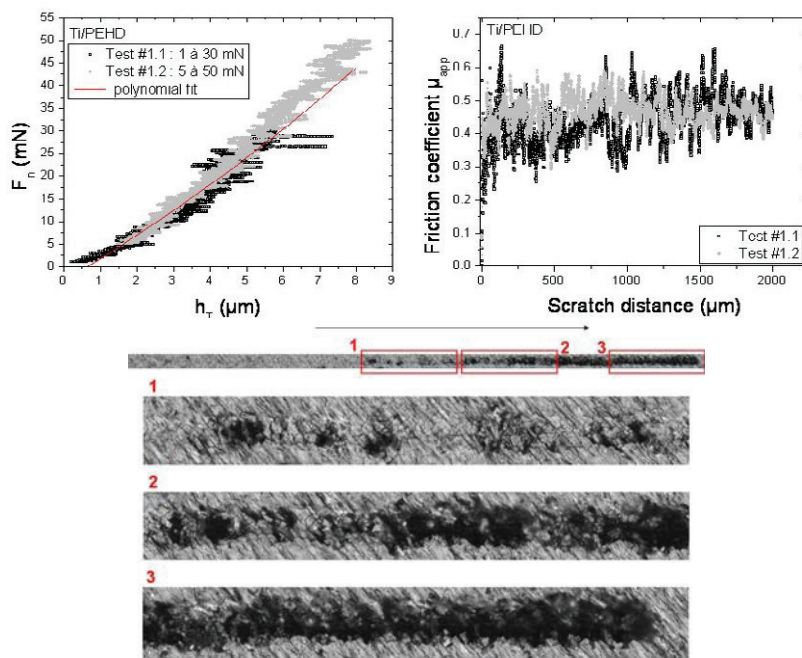 Ti/PEHD
Test #1.1 : 1 à 30 mN
Test #1.2 : 5 à 50 mN
polynomial fit
55
50
45
40
35
30
25
20
15
10
5
0
F_n (mN)
0 1 2 3 4 5 6 7 8 9
h_T (µm)
Ti/PEHD
0.7
0.6
0.5
0.4
0.3
0.2
0.1
0.0
Friction coefficient µ_app
Test #1.1
Test #1.2
0 500 1000 1500 2000
Scratch distance (µm)
1 2 3
1
2
3